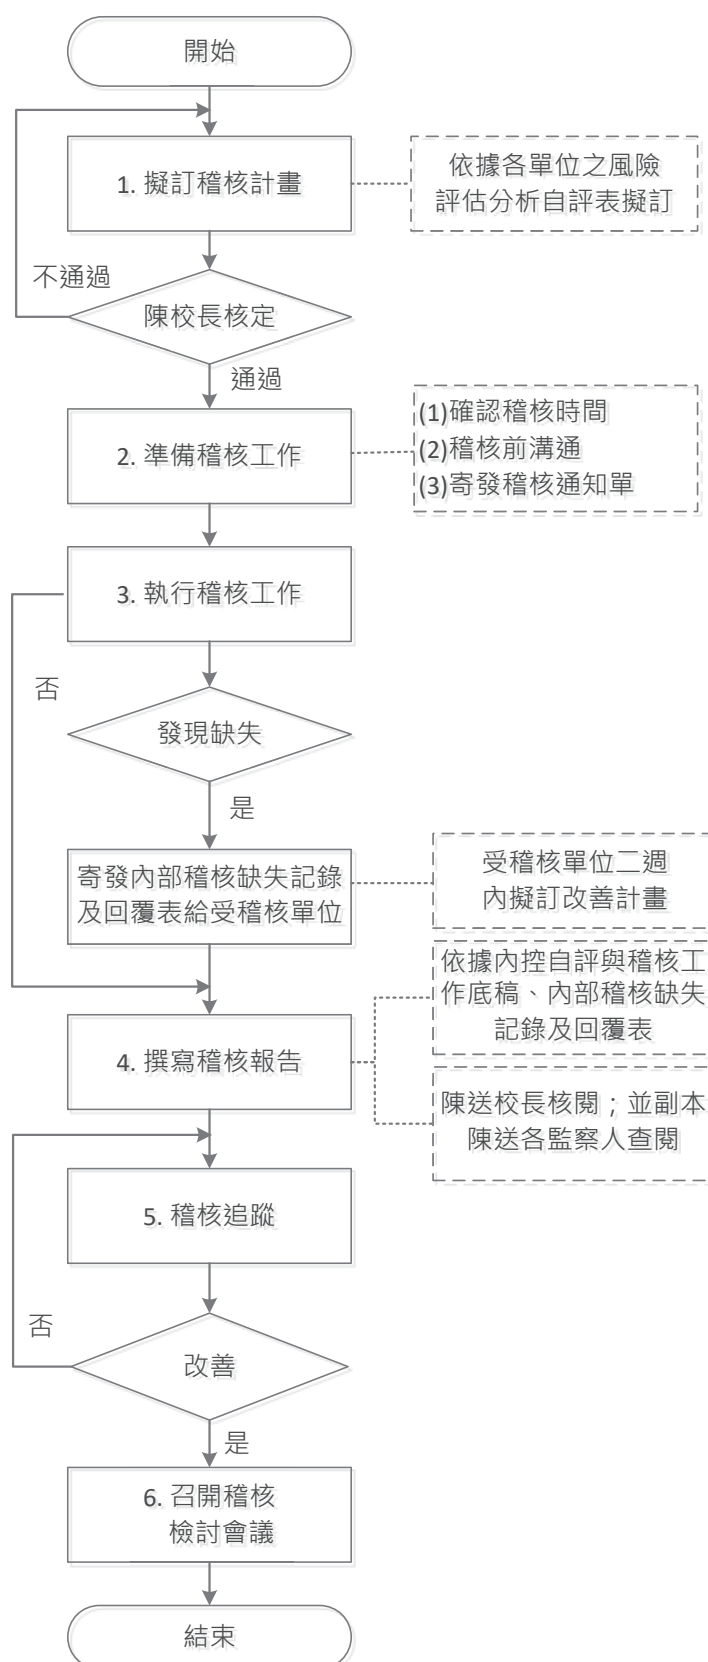 開始
1. 擬訂稽核計畫
依據各單位之風險
評估分析自評表擬訂
不通過
陳校長核定
通過
2. 準備稽核工作
(1)確認稽核時間
(2)稽核前溝通
(3)寄發稽核通知單
3. 執行稽核工作
否
發現缺失
是
寄發內部稽核缺失記錄
及回覆表給受稽核單位
受稽核單位二週
內擬訂改善計畫
依據內控自評與稽核工
作底稿、內部稽核缺失
記錄及回覆表
4. 撰寫稽核報告
陳送校長核閱；並副本
陳送各監察人查閱
5. 稽核追蹤
否
改善
是
6. 召開稽核
檢討會議
結束